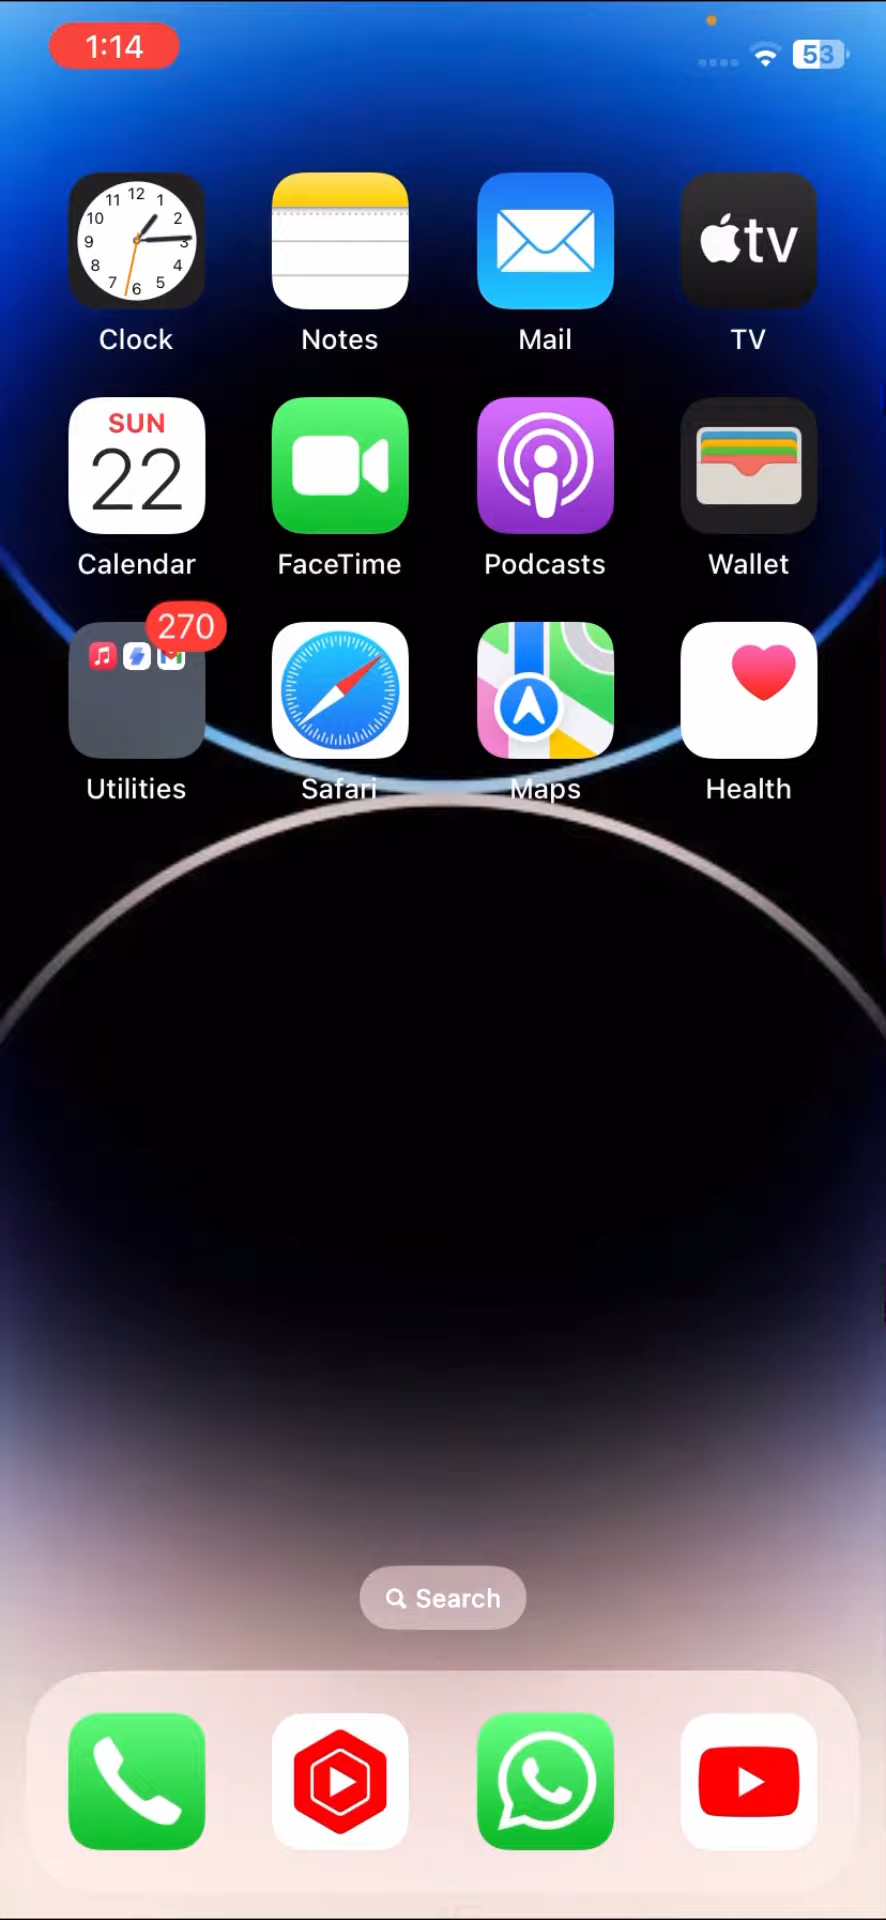 1:14
53
12
11 1
10 2
9 3
8 4
7 5
6
tv
Clock Notes Mail TV
SUN
22
Calendar FaceTime Podcasts Wallet
270
Utilities Safari Maps Health
Search